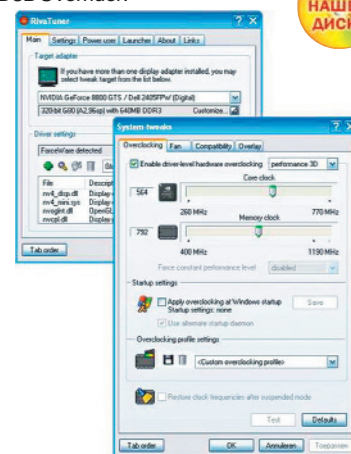 НАШЕ
ДИСК
RivaTuner
Main Settings Power user Launcher About Links
Target adapter
If you have more than one display adapter installed, you may
select tweak target from the list below.
NVIDIA GeForce 8800 GTS / Dell 2405FPW (Digital)
320-bit G80 (A2,96sp) with 640MB DDR3 Customize...
Driver settings
ForceWare detected
File Descript
nv4_disp.dll Display
nv4_mini.sys Display
nvoglnt.dll OpenGL
nvcpl.dll Display
Tab order
System tweaks
Overclocking Fan Compatibility Overlay
Enable driver-level hardware overclocking performance 3D
Core clock
564
260 MHz 770 MHz
Memory clock
792
400 MHz 1190 MHz
Force constant performance level disabled
Startup settings
Apply overclocking at Windows startup Save
Startup settings: none
Use alternate startup daemon
Overclocking profile settings
<Custom overclocking profile>
Restore clock frequencies after suspended mode
Test Defaults
Tab order OK Annuleren Toepassen